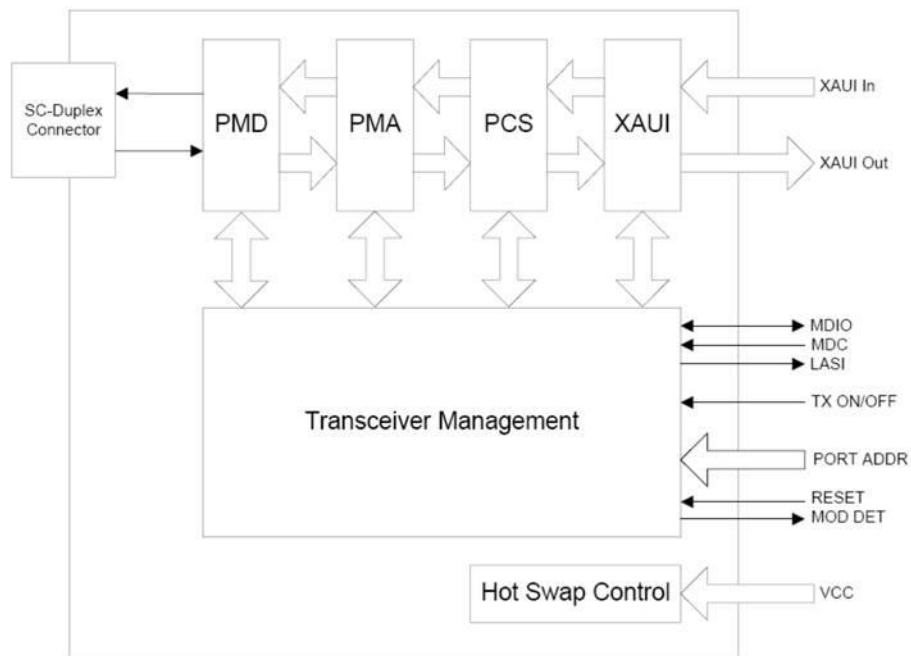 SC-Duplex
Connector
PMD
PMA
PCS
XAUI
XAUI In
XAUI Out
Transceiver Management
MDIO
MDC
LASI
TX ON/OFF
PORT ADDR
RESET
MOD DET
Hot Swap Control
VCC